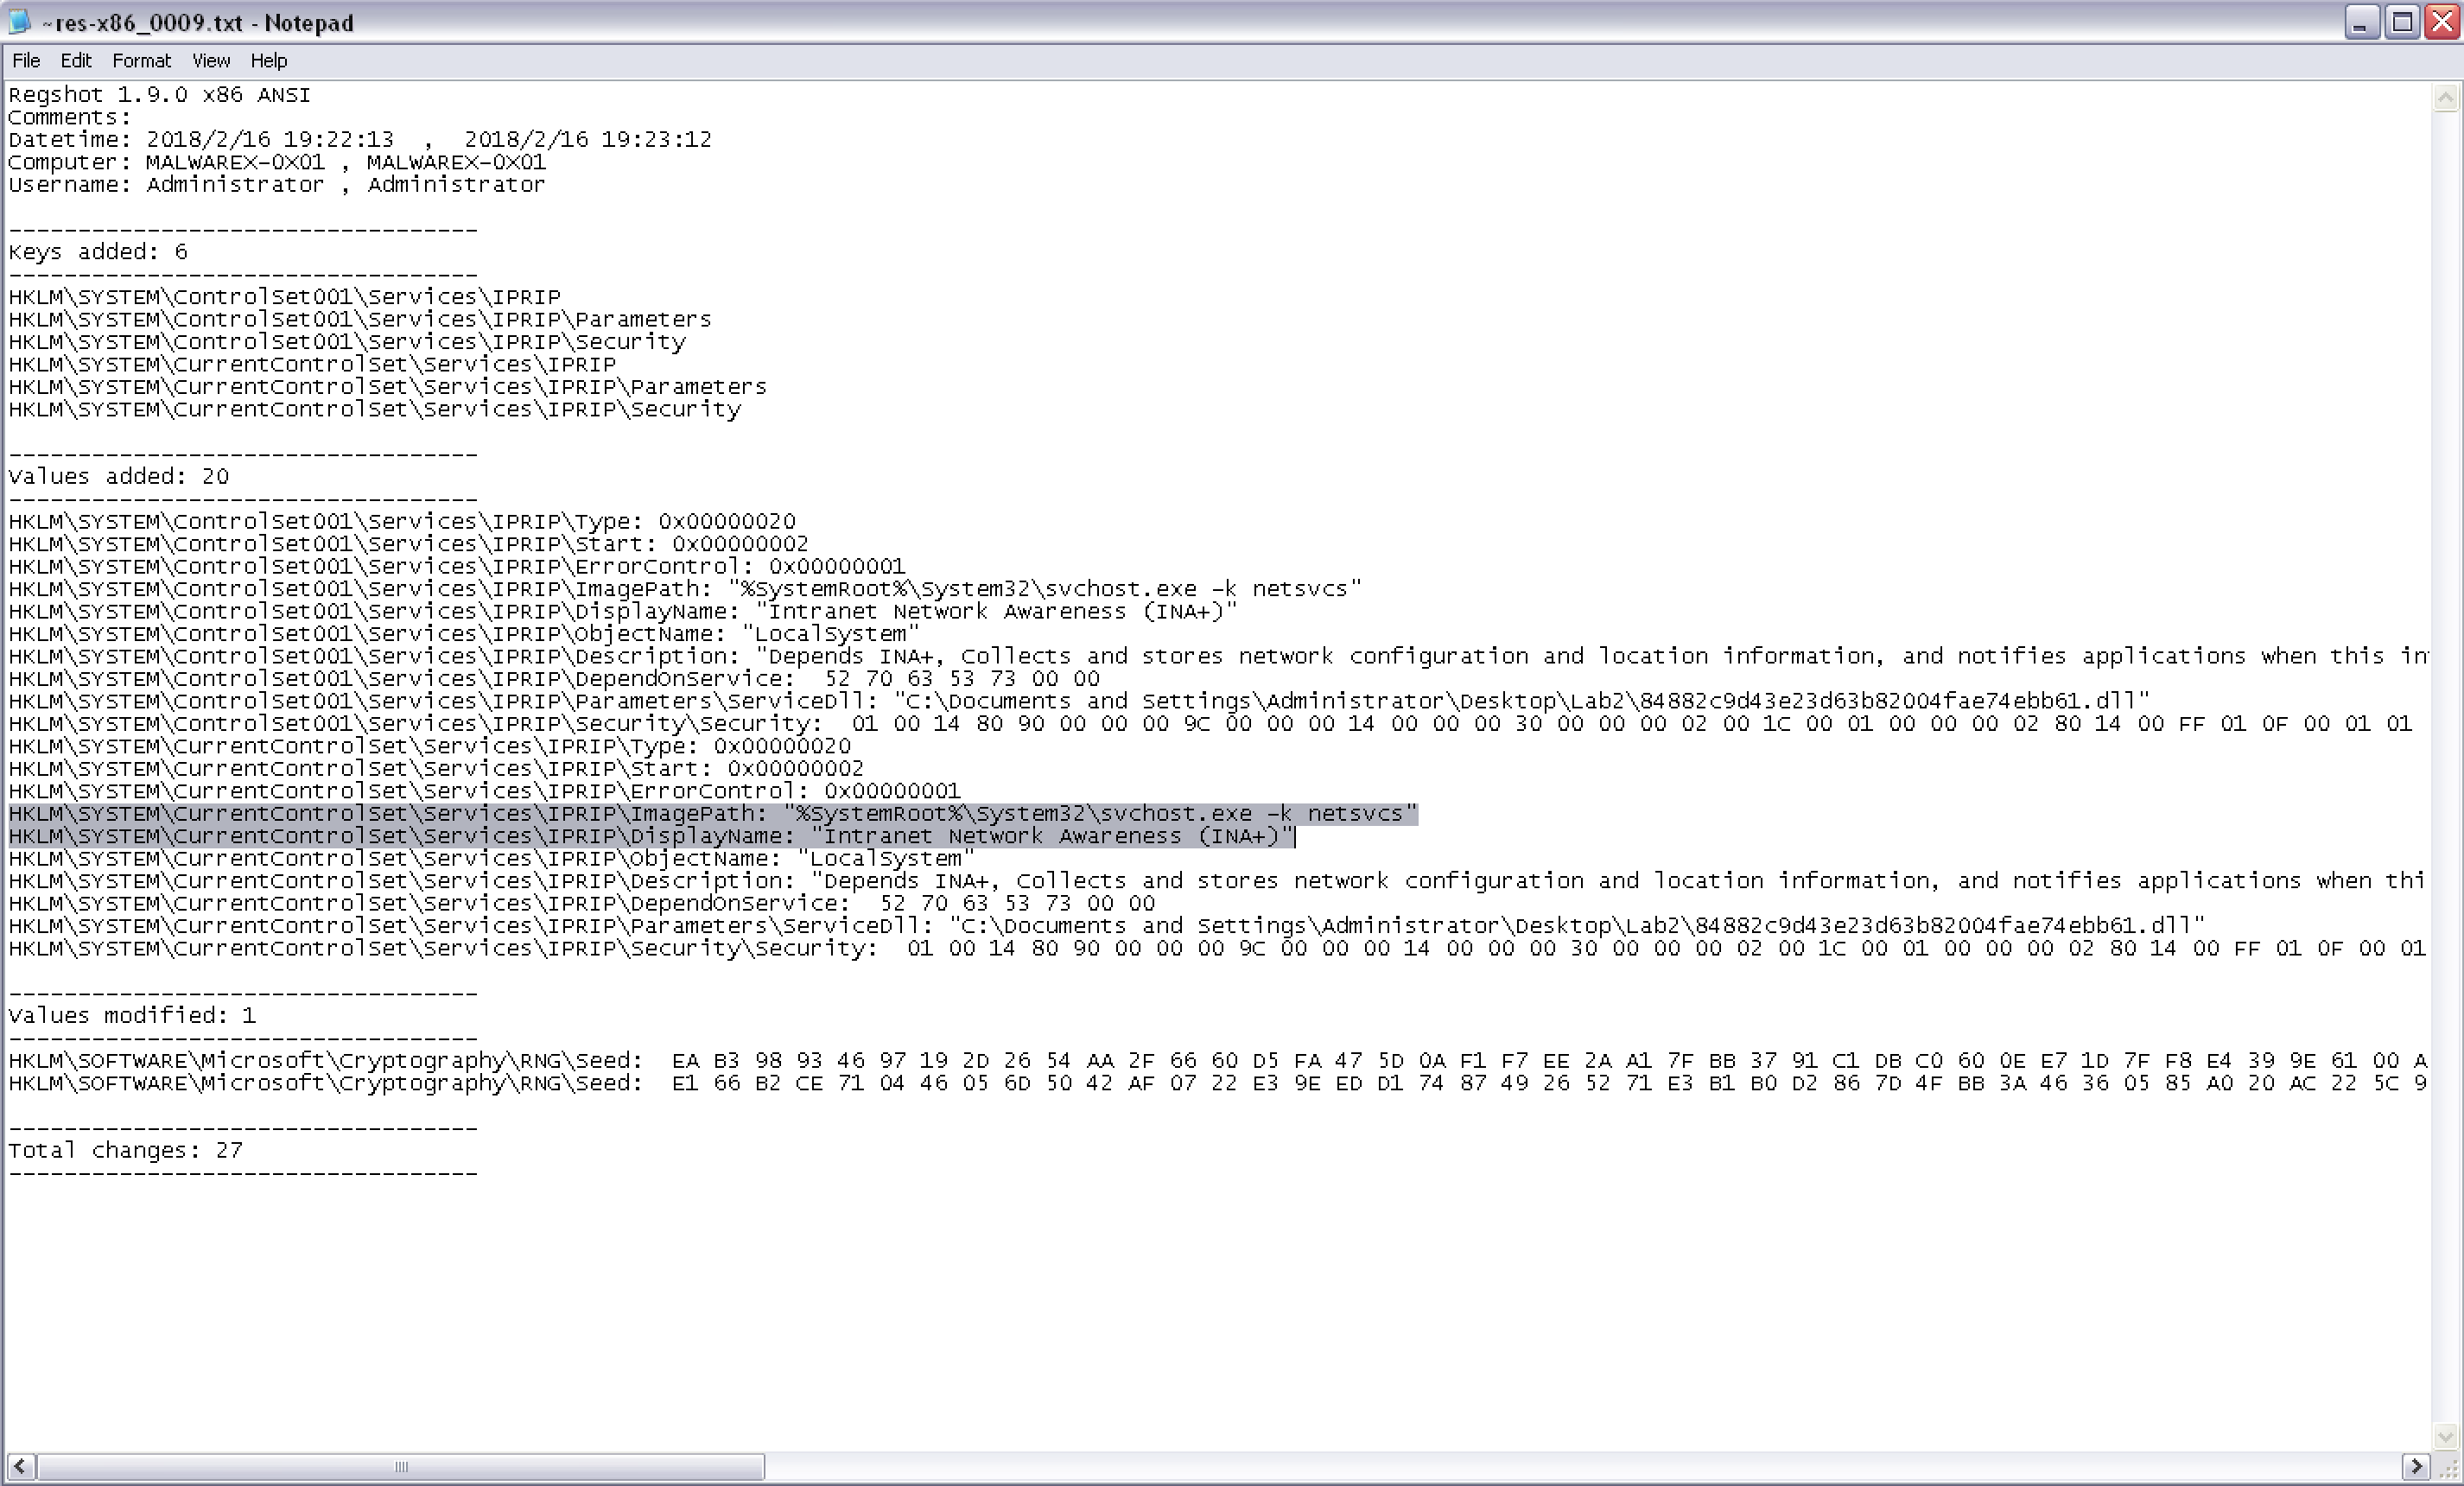 ~res-x86_0009.txt - Notepad
File Edit Format View Help
Regshot 1.9.0 x86 ANSI
Comments:
Datetime: 2018/2/16 19:22:13  ,  2018/2/16 19:23:12
Computer: MALWAREX-0X01 , MALWAREX-0X01
Username: Administrator , Administrator
----------------------------------
Keys added: 6
----------------------------------
HKLM\SYSTEM\ControlSet001\Services\IPRIP
HKLM\SYSTEM\ControlSet001\Services\IPRIP\Parameters
HKLM\SYSTEM\ControlSet001\Services\IPRIP\Security
HKLM\SYSTEM\CurrentControlSet\Services\IPRIP
HKLM\SYSTEM\CurrentControlSet\Services\IPRIP\Parameters
HKLM\SYSTEM\CurrentControlSet\Services\IPRIP\Security
----------------------------------
Values added: 20
----------------------------------
HKLM\SYSTEM\ControlSet001\Services\IPRIP\Type: 0x00000020
HKLM\SYSTEM\ControlSet001\Services\IPRIP\Start: 0x00000002
HKLM\SYSTEM\ControlSet001\Services\IPRIP\ErrorControl: 0x00000001
HKLM\SYSTEM\ControlSet001\Services\IPRIP\ImagePath: "%SystemRoot%\System32\svchost.exe -k netsvcs"
HKLM\SYSTEM\ControlSet001\Services\IPRIP\DisplayName: "Intranet Network Awareness (INA+)"
HKLM\SYSTEM\ControlSet001\Services\IPRIP\ObjectName: "LocalSystem"
HKLM\SYSTEM\ControlSet001\Services\IPRIP\Description: "Depends INA+, Collects and stores network configuration and location information, and notifies applications when this
HKLM\SYSTEM\ControlSet001\Services\IPRIP\DependOnService:  52 70 63 53 73 00 00
HKLM\SYSTEM\ControlSet001\Services\IPRIP\Parameters\ServiceDll: "C:\Documents and Settings\Administrator\Desktop\Lab2\84882c9d43e23d63b82004fae74ebb61.dll"
HKLM\SYSTEM\ControlSet001\Services\IPRIP\Security\Security:  01 00 14 80 90 00 00 00 9C 00 00 00 14 00 00 00 30 00 00 00 02 00 1C 00 01 00 00 00 02 80 14 00 FF 01 0F 00 01 01
HKLM\SYSTEM\CurrentControlSet\Services\IPRIP\Type: 0x00000020
HKLM\SYSTEM\CurrentControlSet\Services\IPRIP\Start: 0x00000002
HKLM\SYSTEM\CurrentControlSet\Services\IPRIP\ErrorControl: 0x00000001
HKLM\SYSTEM\CurrentControlSet\Services\IPRIP\ImagePath: "%SystemRoot%\System32\svchost.exe -k netsvcs"
HKLM\SYSTEM\CurrentControlSet\Services\IPRIP\DisplayName: "Intranet Network Awareness (INA+)"
HKLM\SYSTEM\CurrentControlSet\Services\IPRIP\ObjectName: "LocalSystem"
HKLM\SYSTEM\CurrentControlSet\Services\IPRIP\Description: "Depends INA+, Collects and stores network configuration and location information, and notifies applications when thi
HKLM\SYSTEM\CurrentControlSet\Services\IPRIP\DependOnService:  52 70 63 53 73 00 00
HKLM\SYSTEM\CurrentControlSet\Services\IPRIP\Parameters\ServiceDll: "C:\Documents and Settings\Administrator\Desktop\Lab2\84882c9d43e23d63b82004fae74ebb61.dll"
HKLM\SYSTEM\CurrentControlSet\Services\IPRIP\Security\Security:  01 00 14 80 90 00 00 00 9C 00 00 00 14 00 00 00 30 00 00 00 02 00 1C 00 01 00 00 00 02 80 14 00 FF 01 0F 00 01
----------------------------------
Values modified: 1
----------------------------------
HKLM\SOFTWARE\Microsoft\Cryptography\RNG\Seed:  EA B3 98 93 46 97 19 2D 26 54 AA 2F 66 60 D5 FA 47 5D 0A F1 F7 EE 2A A1 7F BB 37 91 C1 DB C0 60 0E E7 1D 7F F8 E4 39 9E 61 00 A
HKLM\SOFTWARE\Microsoft\Cryptography\RNG\Seed:  E1 66 B2 CE 71 04 46 05 6D 50 42 AF 07 22 E3 9E ED D1 74 87 49 26 52 71 E3 B1 B0 D2 86 7D 4F BB 3A 46 36 05 85 A0 20 AC 22 5C 9
----------------------------------
Total changes: 27
----------------------------------